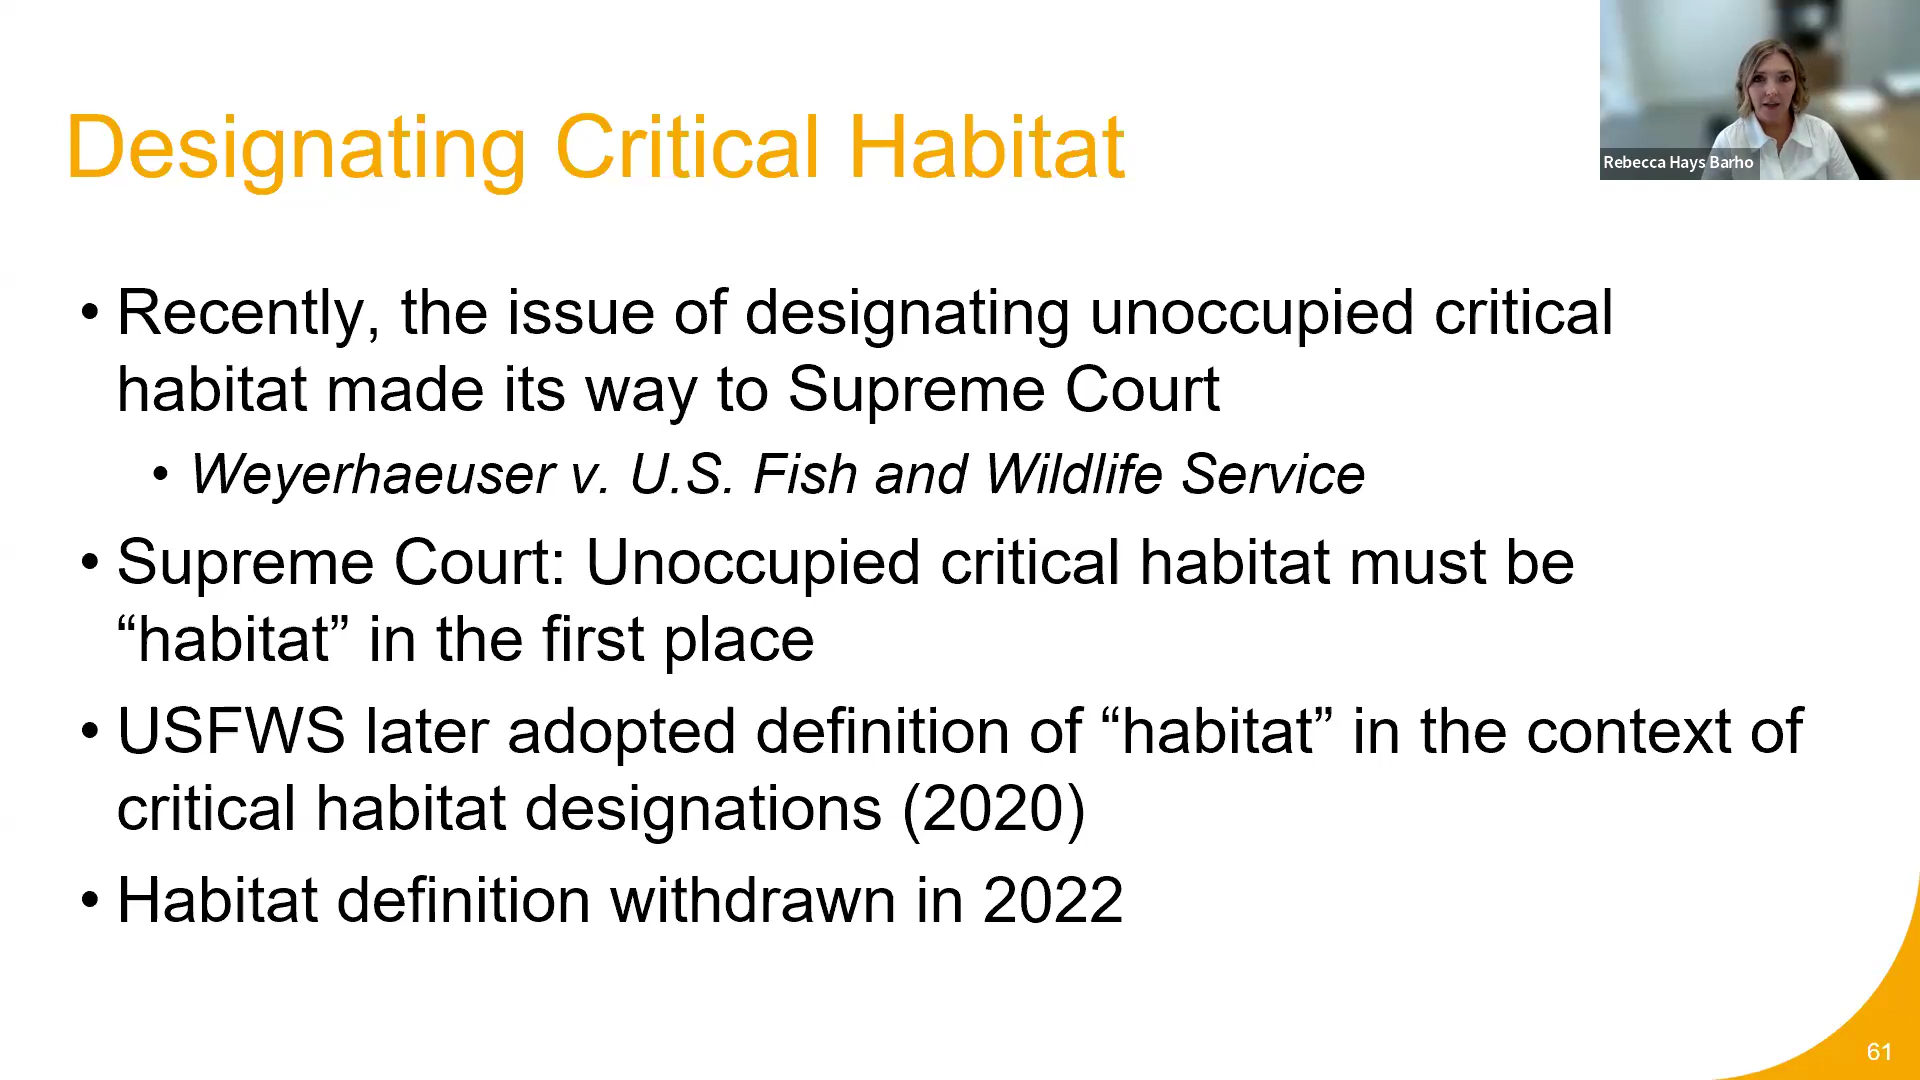 Designating Critical Habitat
Rebecca Hays Barho
• Recently, the issue of designating unoccupied critical
habitat made its way to Supreme Court
• Weyerhaeuser v. U.S. Fish and Wildlife Service
• Supreme Court: Unoccupied critical habitat must be
“habitat” in the first place
• USFWS later adopted definition of “habitat” in the context of
critical habitat designations (2020)
• Habitat definition withdrawn in 2022
61